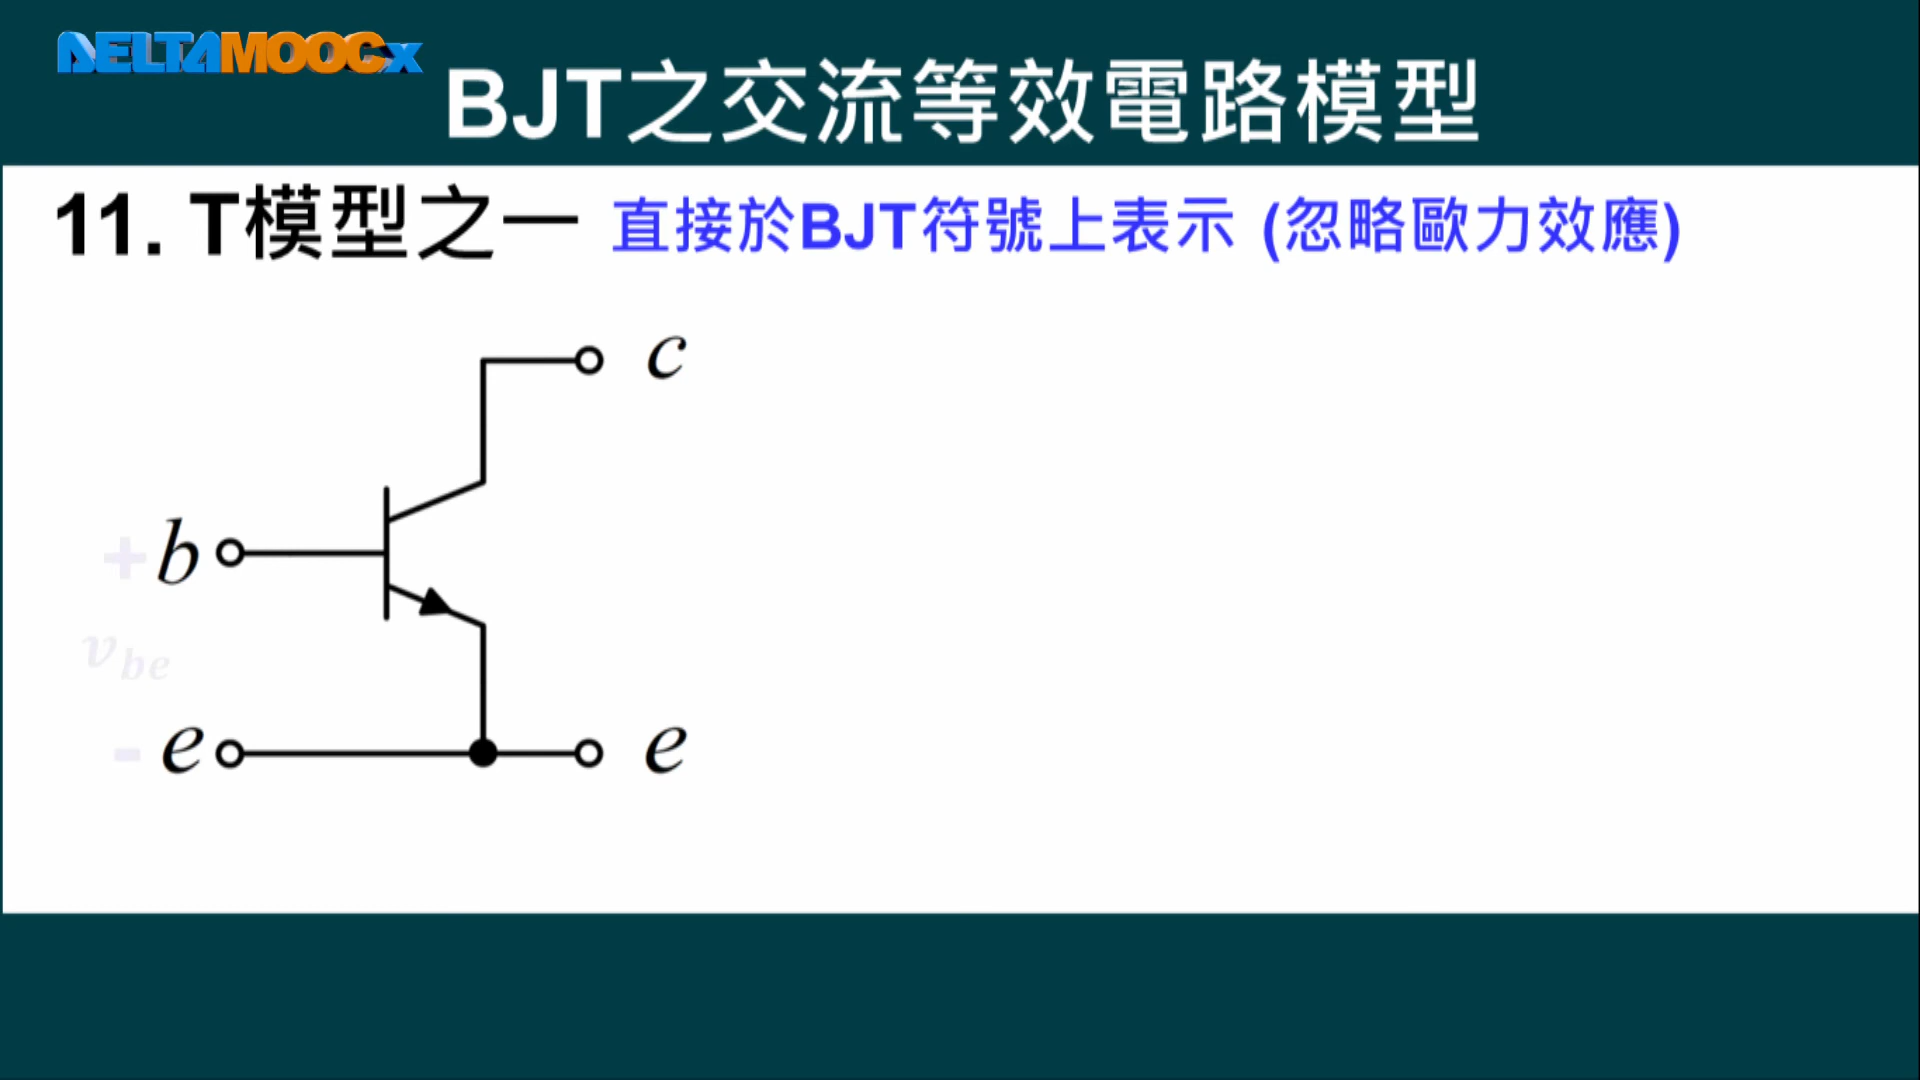 DELTAMOOCx
BJT之交流等效電路模型
11. T模型之一 直接於BJT符號上表示 (忽略歐力效應)
c
+ b
v_be
- e
e